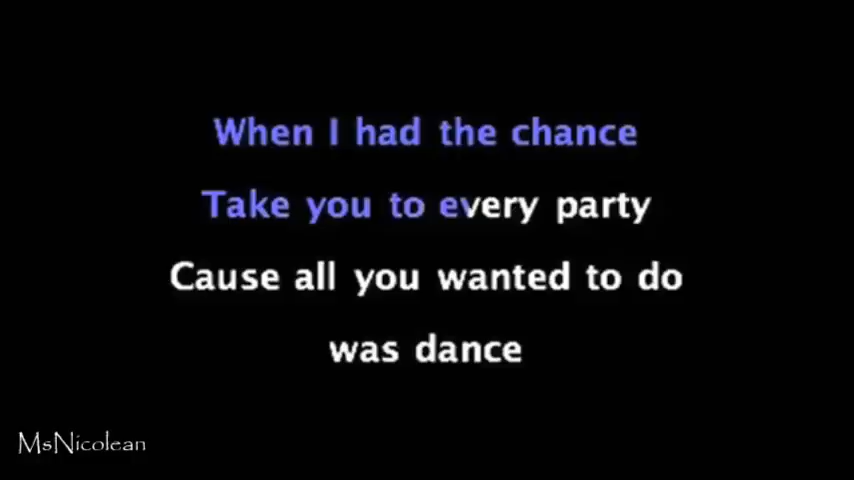 When I had the chance
Take you to every party
Cause all you wanted to do
was dance
MsNicolean